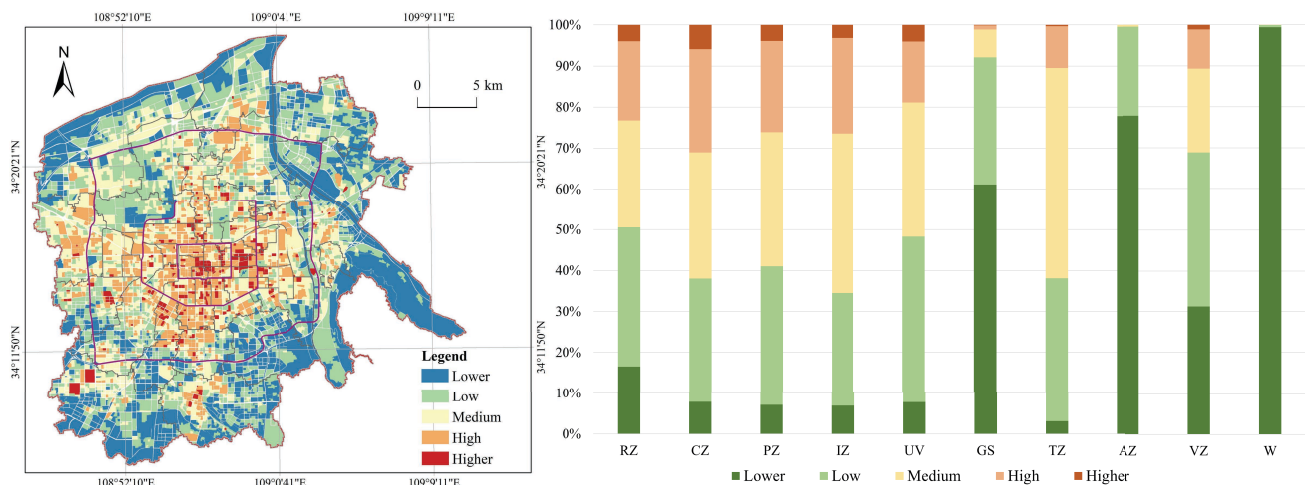 108°52'10"E
109°0'4 E
109°9'11"E
N
0
5 km
34°20'21"N
34°20'21"N
34°11'50"N
34°11'50"N
Legend
Lower
Low
Medium
High
Higher
108°52'10"E
109°0'41"E
109°9'11"E
100%
90%
80%
70%
60%
50%
40%
30%
20%
10%
0%
RZ
CZ
PZ
IZ
UV
GS
TZ
AZ
VZ
W
Lower
Low
Medium
High
Higher